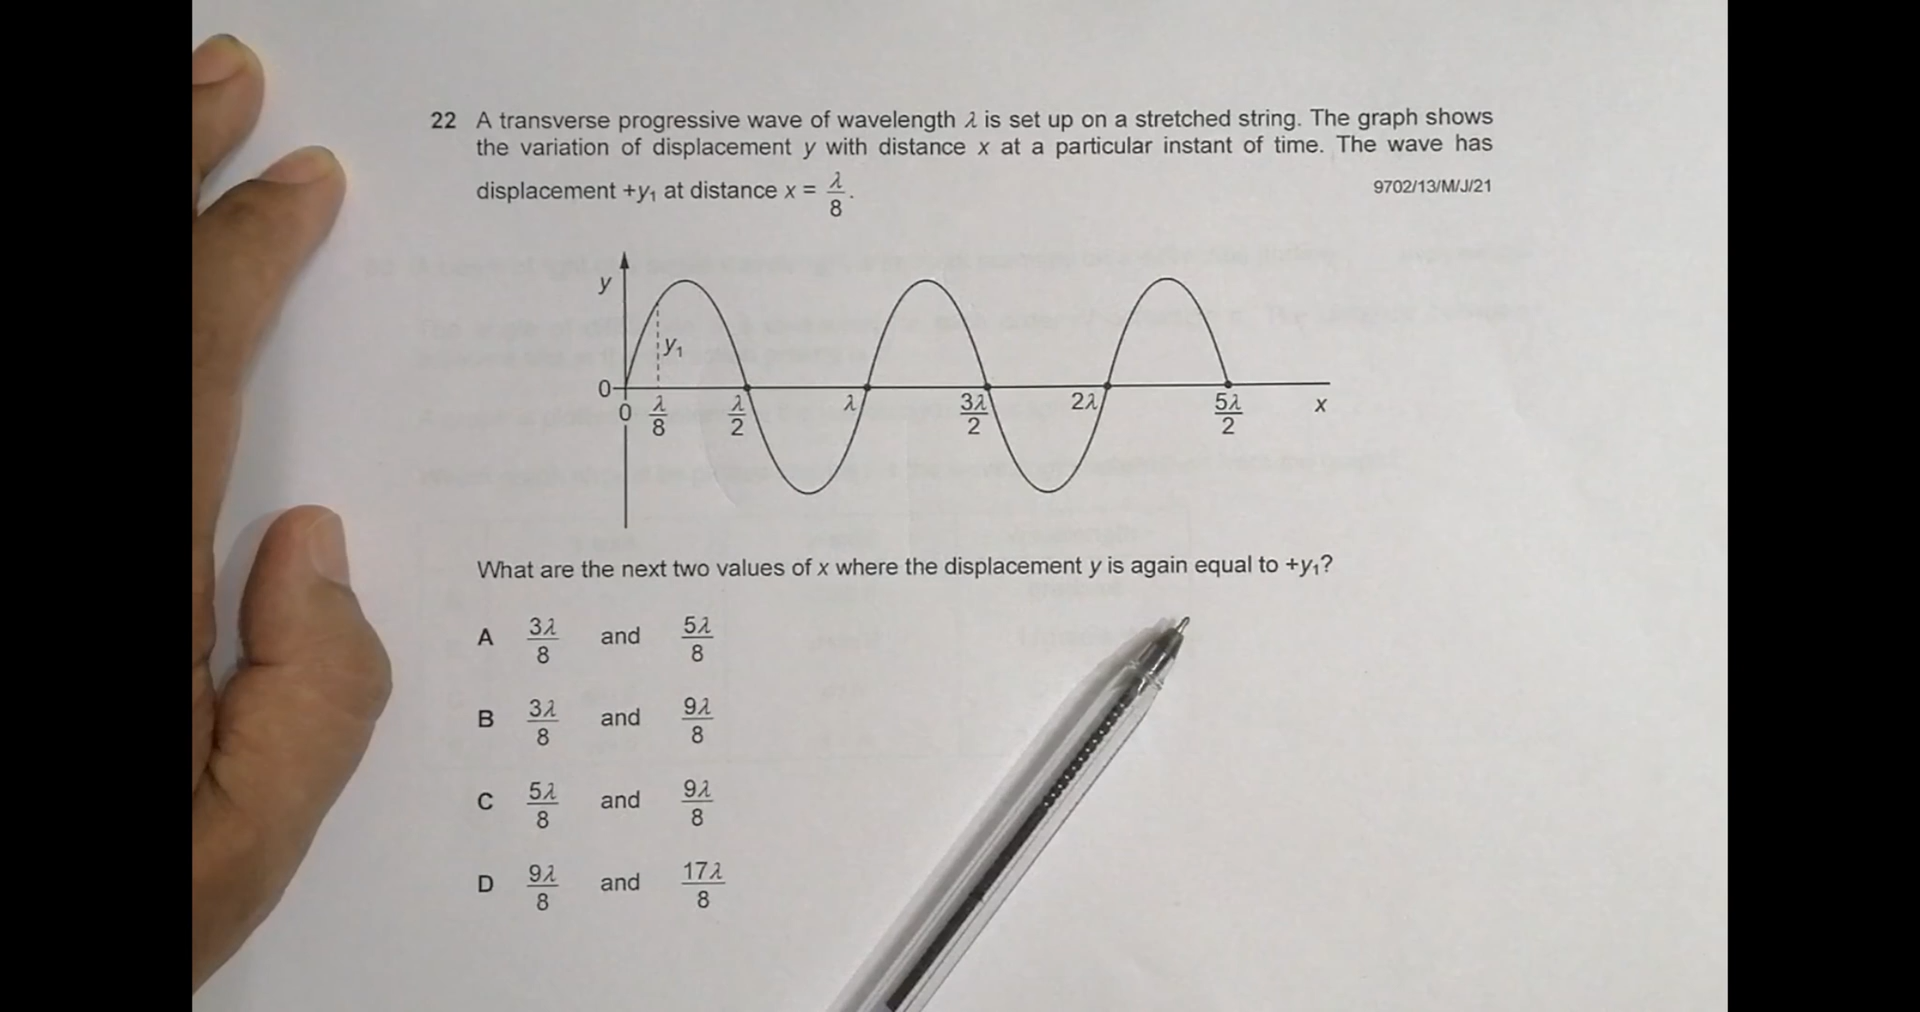 22 A transverse progressive wave of wavelength λ is set up on a stretched string. The graph shows
the variation of displacement y with distance x at a particular instant of time. The wave has
displacement +y₁ at distance x = λ/8.
9702/13/M/J/21
y
y₁
0
0 λ/8 λ/2 λ 3λ/2 2λ 5λ/2 x
What are the next two values of x where the displacement y is again equal to +y₁?
A 3λ/8 and 5λ/8
B 3λ/8 and 9λ/8
C 5λ/8 and 9λ/8
D 9λ/8 and 17λ/8